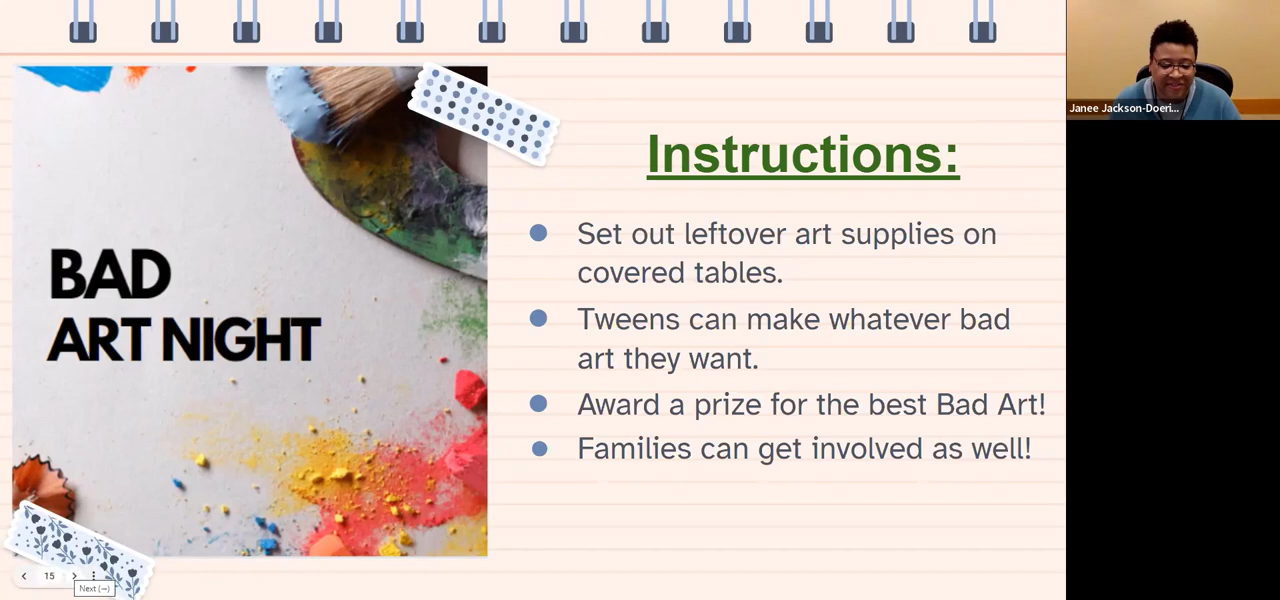 Janee Jackson-Doeri...
Instructions:
Set out leftover art supplies on
covered tables.
Tweens can make whatever bad
art they want.
Award a prize for the best Bad Art!
Families can get involved as well!
BAD
ART NIGHT
15
Next (→)